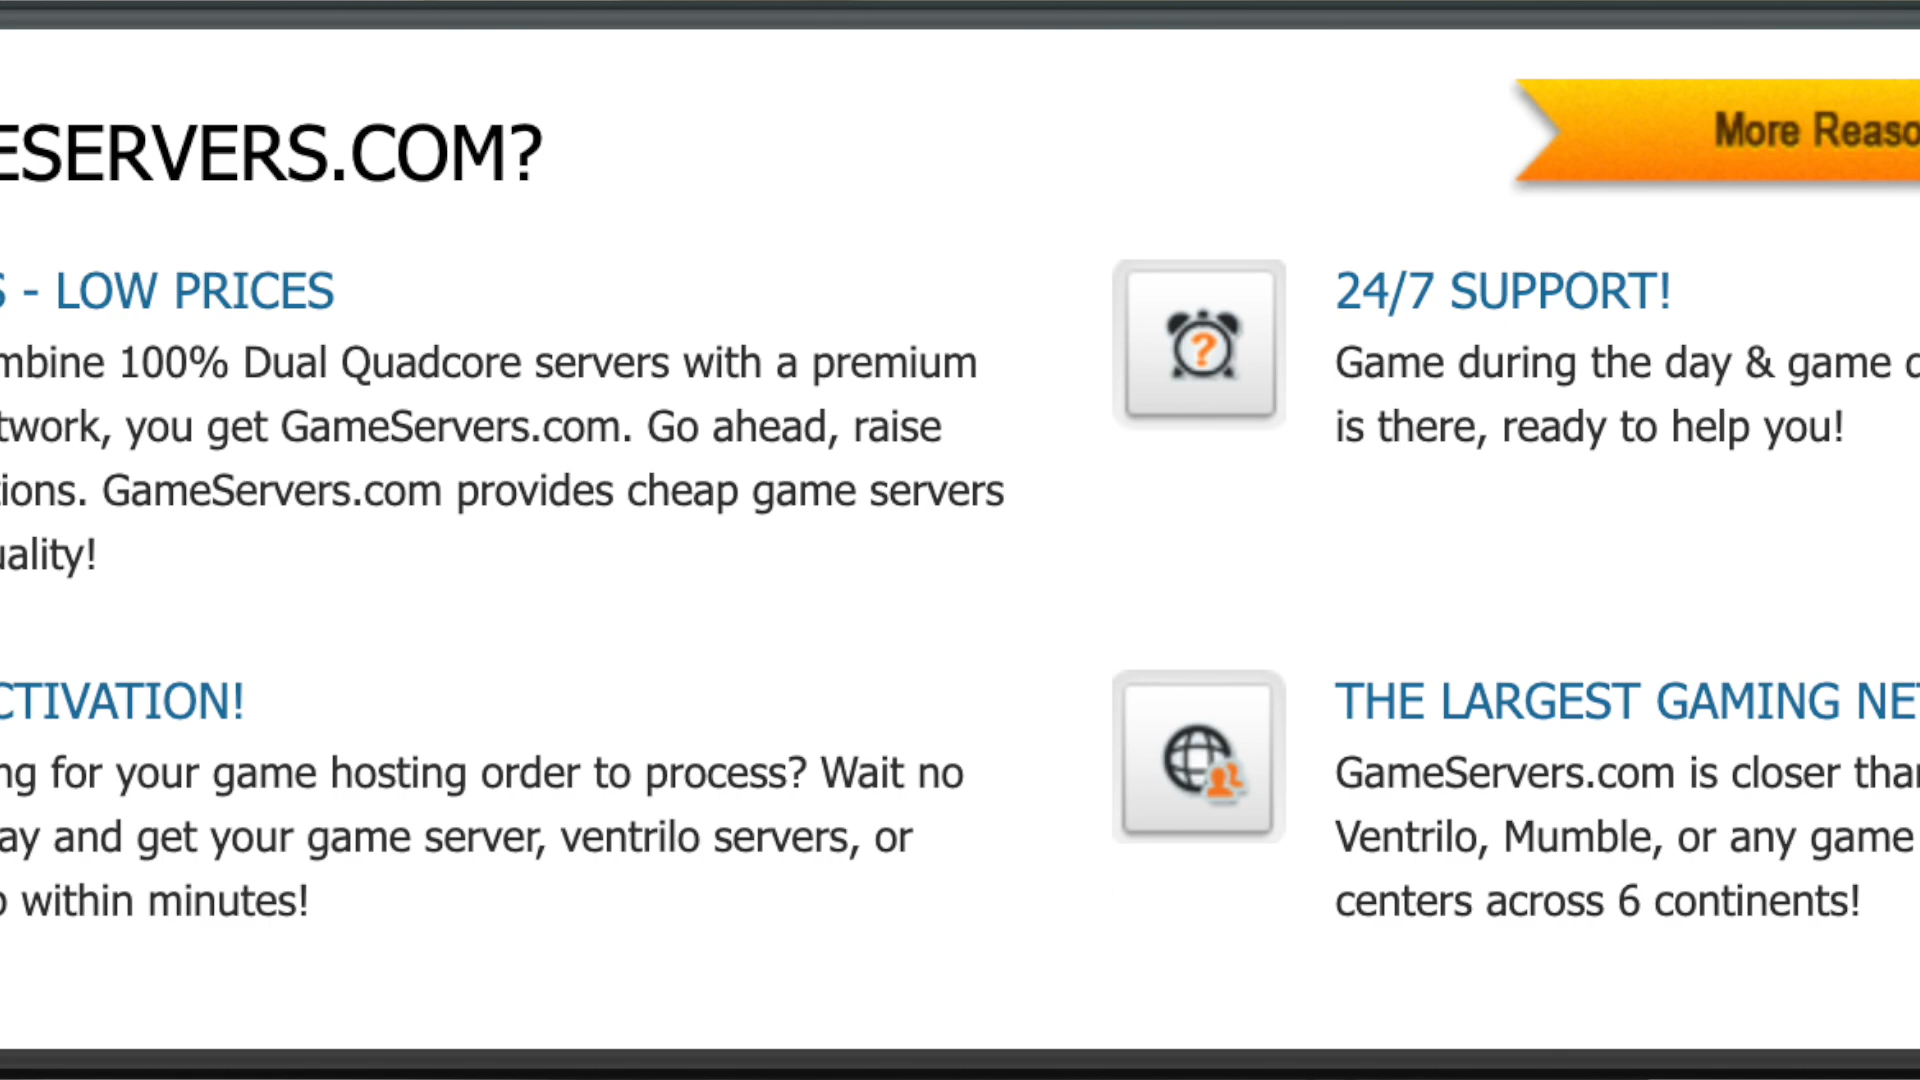 ESERVERS.COM?
More Reaso
- LOW PRICES
mbine 100% Dual Quadcore servers with a premium
twork, you get GameServers.com. Go ahead, raise
tions. GameServers.com provides cheap game servers
uality!
24/7 SUPPORT!
Game during the day & game
is there, ready to help you!
CTIVATION!
ng for your game hosting order to process? Wait no
ay and get your game server, ventrilo servers, or
within minutes!
THE LARGEST GAMING NE
GameServers.com is closer than
Ventrilo, Mumble, or any game
centers across 6 continents!